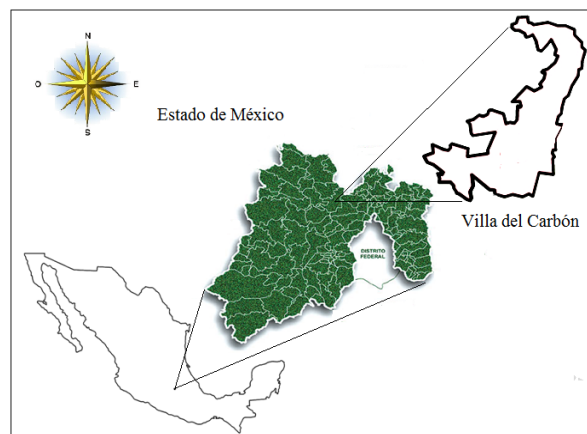 N
O
E
S
Estado de México
Villa del Carbón
DISTRITO
FEDERAL